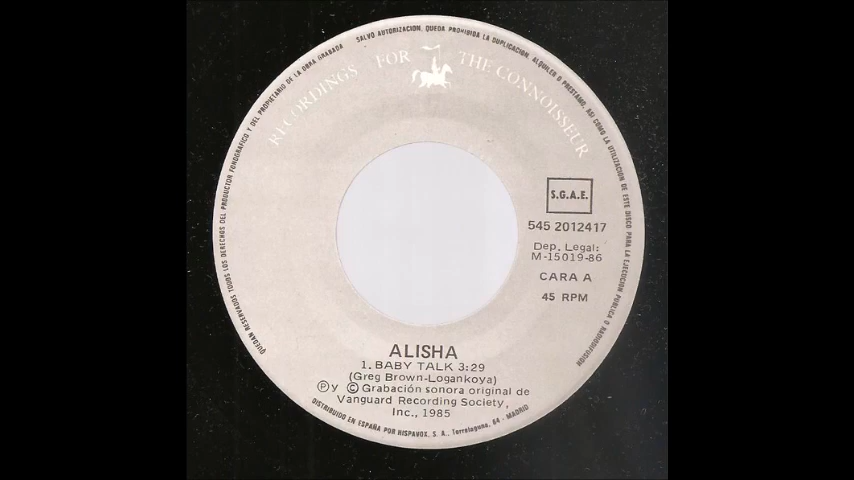 QUEDAN RESERVADOS TODOS LOS DERECHOS DEL PRODUCTOR FONOGRAFICO Y DEL PROPIETARIO DE LA OBRA GRABADA SALVO AUTORIZACION, QUEDA PROHIBIDA LA DUPLICACION, ALQUILER O PRESTAMO, ASI COMO LA UTILIZACION DE ESTE DISCO PARA LA EJECUCION PUBLICA O RADIODIFUSION
RECORDINGS FOR THE CONNOISSEUR
S.G.A.E.
545 2012417
Dep. Legal:
M-15019-86
CARA A
45 RPM
ALISHA
1. BABY TALK 3:29
(Greg Brown-Logankoya)
Ⓟ y © Grabación sonora original de
Vanguard Recording Society,
Inc., 1985
DISTRIBUIDO EN ESPAÑA POR HISPAVOX, S. A., Torrelaguna, 64 - MADRID